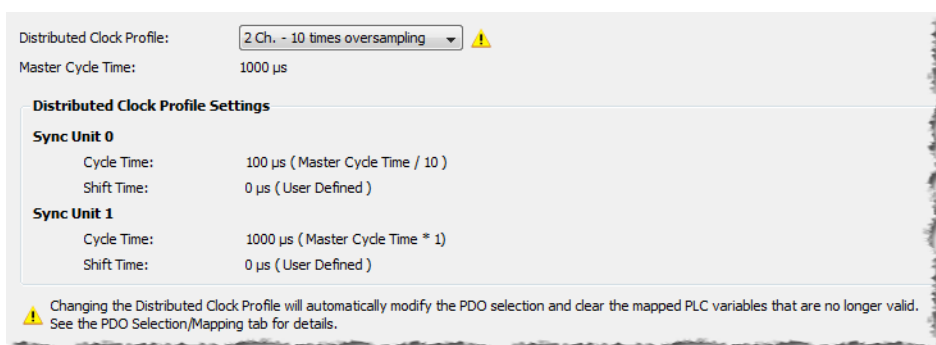 Distributed Clock Profile: 2 Ch. - 10 times oversampling
Master Cycle Time: 1000 µs
Distributed Clock Profile Settings
Sync Unit 0
Cycle Time: 100 µs ( Master Cycle Time / 10 )
Shift Time: 0 µs ( User Defined )
Sync Unit 1
Cycle Time: 1000 µs ( Master Cycle Time * 1)
Shift Time: 0 µs ( User Defined )
Changing the Distributed Clock Profile will automatically modify the PDO selection and clear the mapped PLC variables that are no longer valid.
See the PDO Selection/Mapping tab for details.